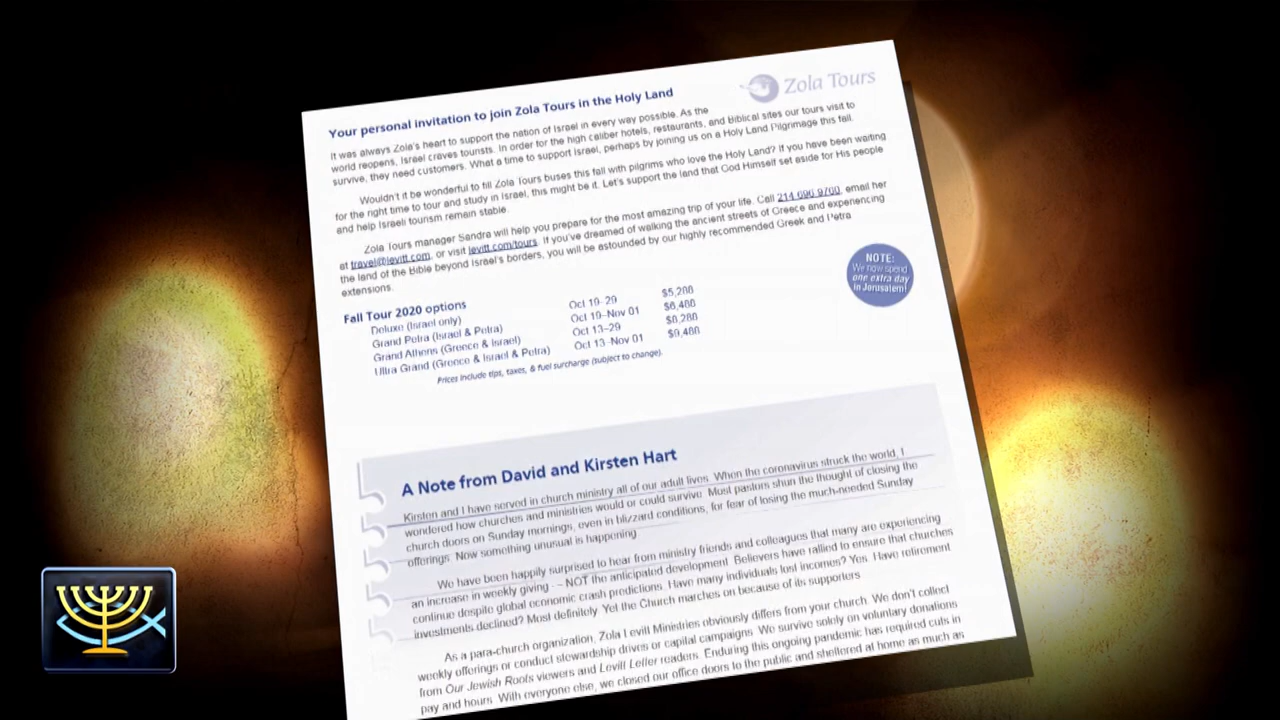 Zola Tours
Your personal invitation to join Zola Tours in the Holy Land
It was always Zola's heart to support the nation of Israel in every way possible. As the
world reopens, Israel craves tourists. In order for the high caliber hotels, restaurants, and Biblical sites our tours visit to
survive, they need customers. What a time to support Israel, perhaps by joining us on a Holy Land Pilgrimage this fall.
Wouldn't it be wonderful to fill Zola Tours buses this fall with pilgrims who love the Holy Land? If you have been waiting
for the right time to tour and study in Israel, this might be it. Let's support the land that God Himself set aside for His people
and help Israeli tourism remain stable.
Zola Tours manager Sandra will help you prepare for the most amazing trip of your life. Call 214.696.9760, email her
at travel@levitt.com, or visit levitt.com/tours. If you've dreamed of walking the ancient streets of Greece and experiencing
the land of the Bible beyond Israel's borders, you will be astounded by our highly recommended Greek and Petra
extensions.
NOTE:
We now spend
one extra day
in Jerusalem!
Fall Tour 2020 options
Deluxe (Israel only) Oct 19–29 $5,288
Grand Petra (Israel & Petra) Oct 19–Nov 01 $6,488
Grand Athens (Greece & Israel) Oct 13–29 $8,288
Ultra Grand (Greece & Israel & Petra) Oct 13–Nov 01 $9,488
Prices include tips, taxes, & fuel surcharge (subject to change).
A Note from David and Kirsten Hart
Kirsten and I have served in church ministry all of our adult lives. When the coronavirus struck the world, I
wondered how churches and ministries would or could survive. Most pastors shun the thought of closing the
church doors on Sunday mornings, even in blizzard conditions, for fear of losing the much-needed Sunday
offerings. Now something unusual is happening.
We have been happily surprised to hear from ministry friends and colleagues that many are experiencing
an increase in weekly giving – – NOT the anticipated development. Believers have rallied to ensure that churches
continue despite global economic crash predictions. Have many individuals lost incomes? Yes. Have retirement
investments declined? Most definitely. Yet the Church marches on because of its supporters.
As a para-church organization, Zola Levitt Ministries obviously differs from your church. We don't collect
weekly offerings or conduct stewardship drives or capital campaigns. We survive solely on voluntary donations
from Our Jewish Roots viewers and Levitt Letter readers. Enduring this ongoing pandemic has required cuts in
pay and hours. With everyone else, we closed our office doors to the public and sheltered at home as much as